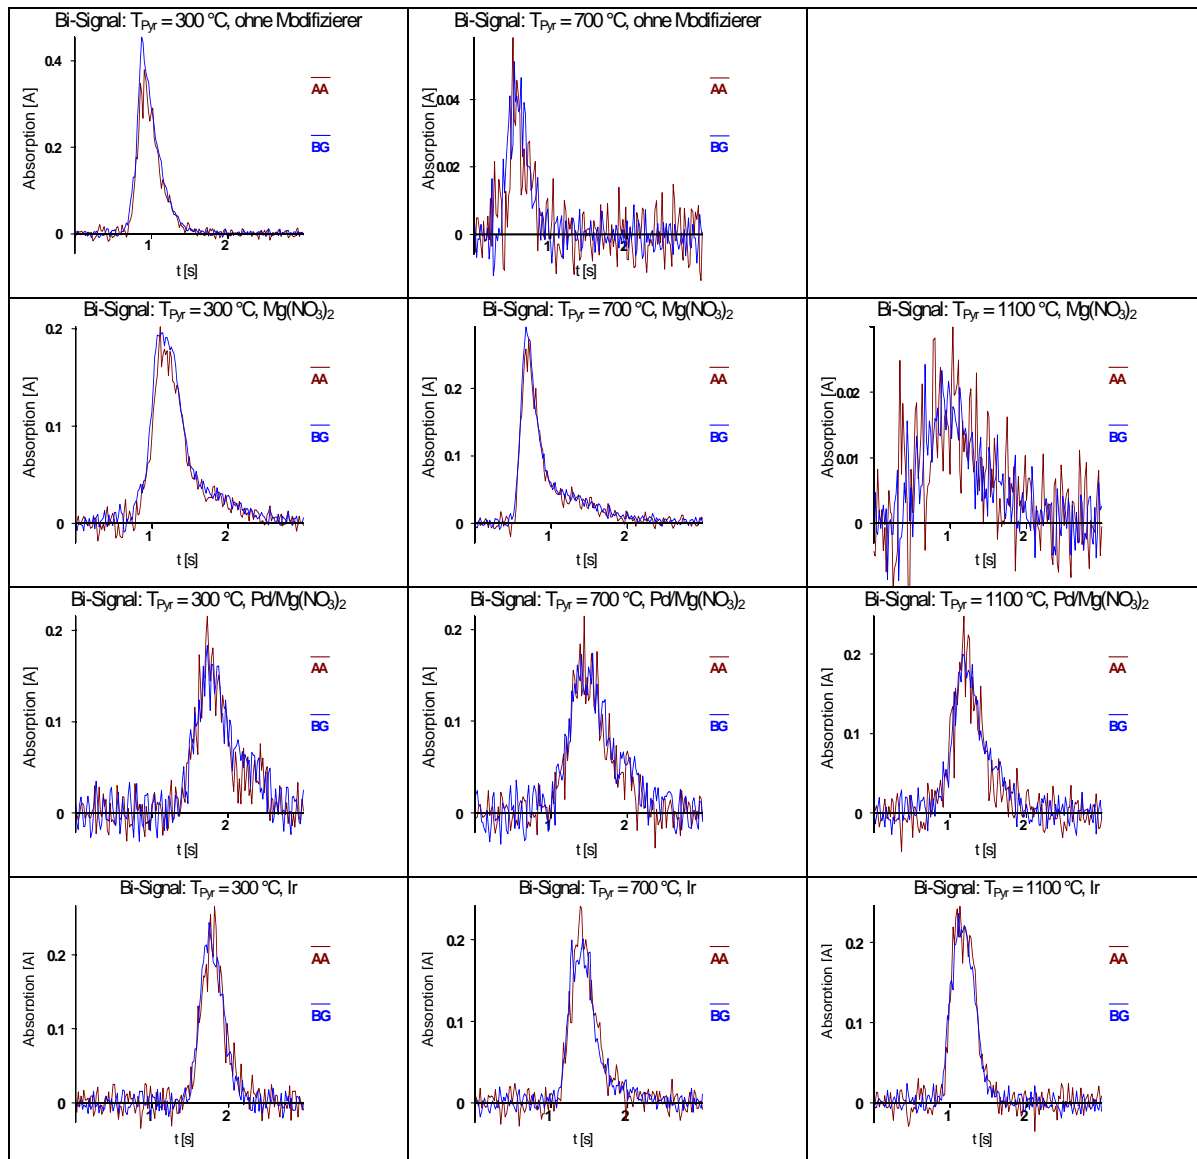 Bi-Signal: TPyr = 300 °C, ohne Modifizierer
Absorption [A]
0.4
0.2
0
1
2
t [s]
AA
BG
Bi-Signal: TPyr = 700 °C, ohne Modifizierer
Absorption [A]
0.04
0.02
0
1
2
t [s]
AA
BG
Bi-Signal: TPyr = 300 °C, Mg(NO3)2
Absorption [A]
0.2
0.1
0
1
2
t [s]
AA
BG
Bi-Signal: TPyr = 700 °C, Mg(NO3)2
Absorption [A]
0.2
0.1
0
1
2
t [s]
AA
BG
Bi-Signal: TPyr = 1100 °C, Mg(NO3)2
Absorption [A]
0.02
0.01
0
1
2
t [s]
AA
BG
Bi-Signal: TPyr = 300 °C, Pd/Mg(NO3)2
Absorption [A]
0.2
0.1
0
1
2
t [s]
AA
BG
Bi-Signal: TPyr = 700 °C, Pd/Mg(NO3)2
Absorption [A]
0.2
0.1
0
1
2
t [s]
AA
BG
Bi-Signal: TPyr = 1100 °C, Pd/Mg(NO3)2
Absorption [A]
0.2
0.1
0
1
2
t [s]
AA
BG
Bi-Signal: TPyr = 300 °C, Ir
Absorption [A]
0.2
0.1
0
1
2
t [s]
AA
BG
Bi-Signal: TPyr = 700 °C, Ir
Absorption [A]
0.2
0.1
0
1
2
t [s]
AA
BG
Bi-Signal: TPyr = 1100 °C, Ir
Absorption [A]
0.2
0.1
0
1
2
t [s]
AA
BG